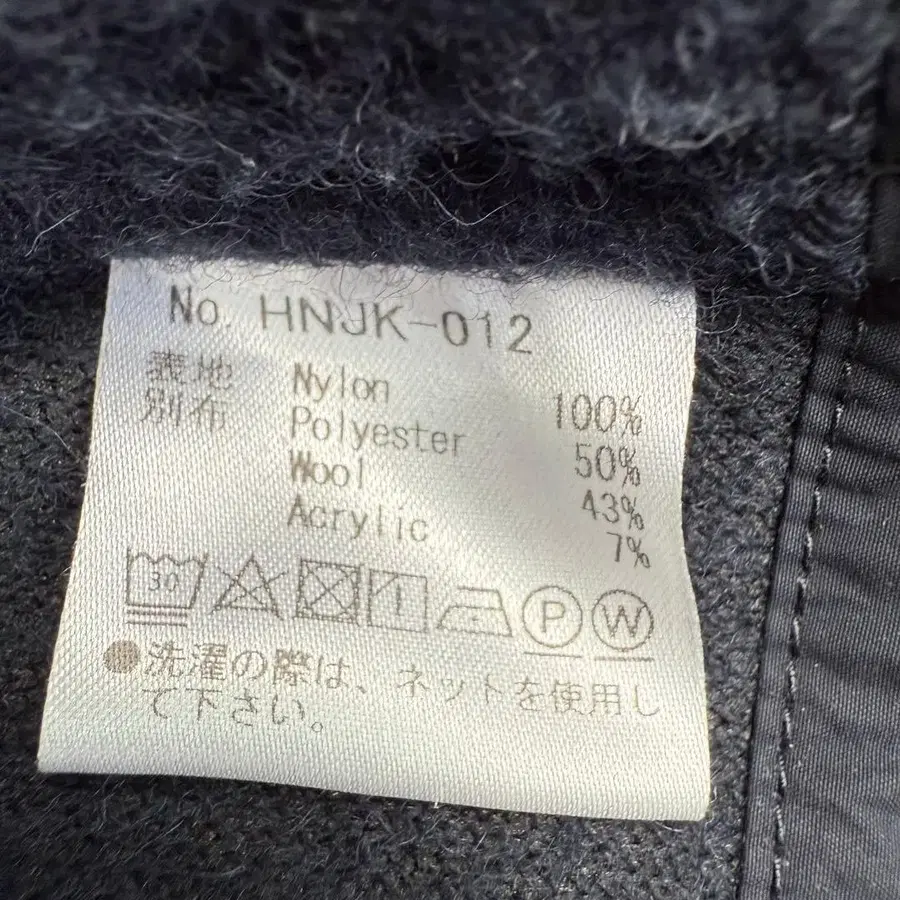 No. HNJK-012
表地 Nylon 100%
別布 Polyester 50%
Wool 43%
Acrylic 7%
30 P W
●洗濯の際は、ネットを使用し
て下さい。